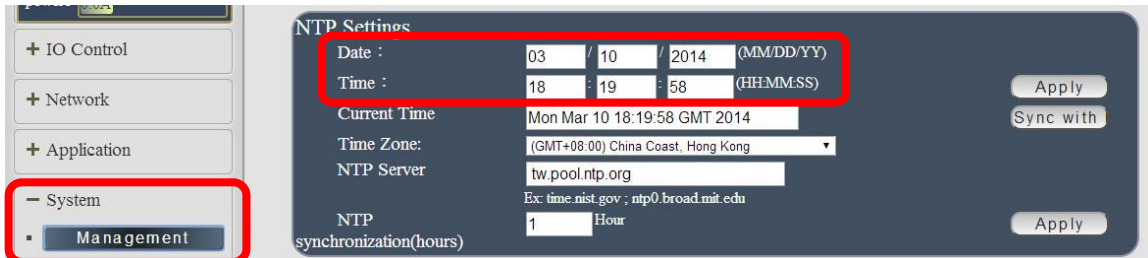 0.0A
+ IO Control
+ Network
+ Application
− System
▪ Management
NTP Settings
Date : 03 / 10 / 2014 (MM/DD/YY)
Time : 18 : 19 : 58 (HH:MM:SS) Apply
Current Time Mon Mar 10 18:19:58 GMT 2014 Sync with
Time Zone: (GMT+08:00) China Coast, Hong Kong
NTP Server tw.pool.ntp.org
Ex: time.nist.gov ; ntp0.broad.mit.edu
NTP 1 Hour Apply
synchronization(hours)